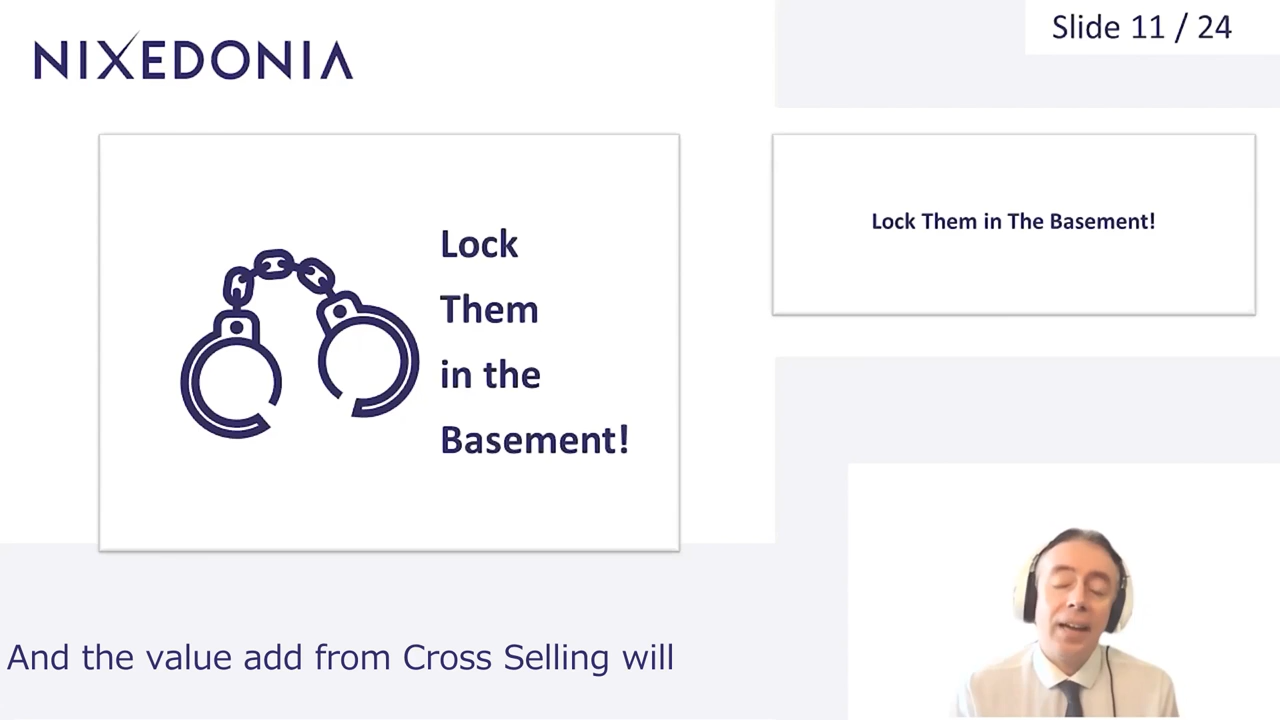 NIXEDONIA
Slide 11 / 24
Lock
Them
in the
Basement!
Lock Them in The Basement!
And the value add from Cross Selling will